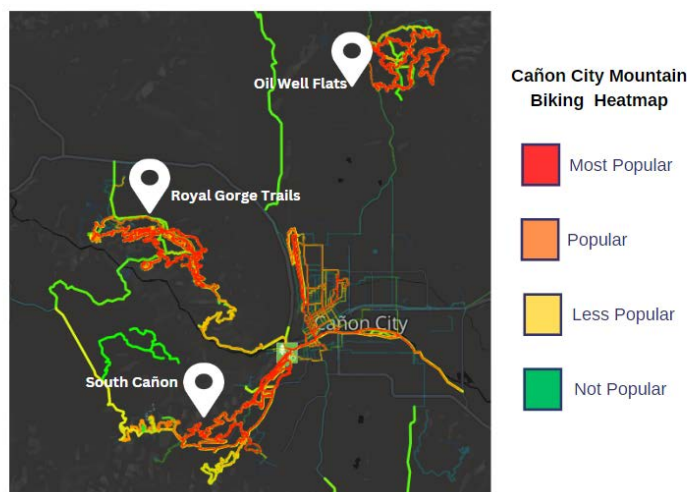 Oil Well Flats
Royal Gorge Trails
Cañon City
South Cañon
Cañon City Mountain
Biking Heatmap
Most Popular
Popular
Less Popular
Not Popular